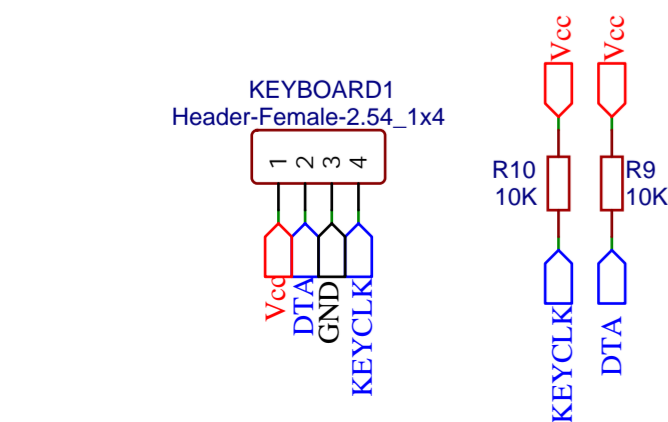 KEYBOARD1
Header-Female-2.54_1x4
1
2
3
4
Vcc
DTA
GND
KEYCLK
Vcc
Vcc
R10
10K
R9
10K
KEYCLK
DTA